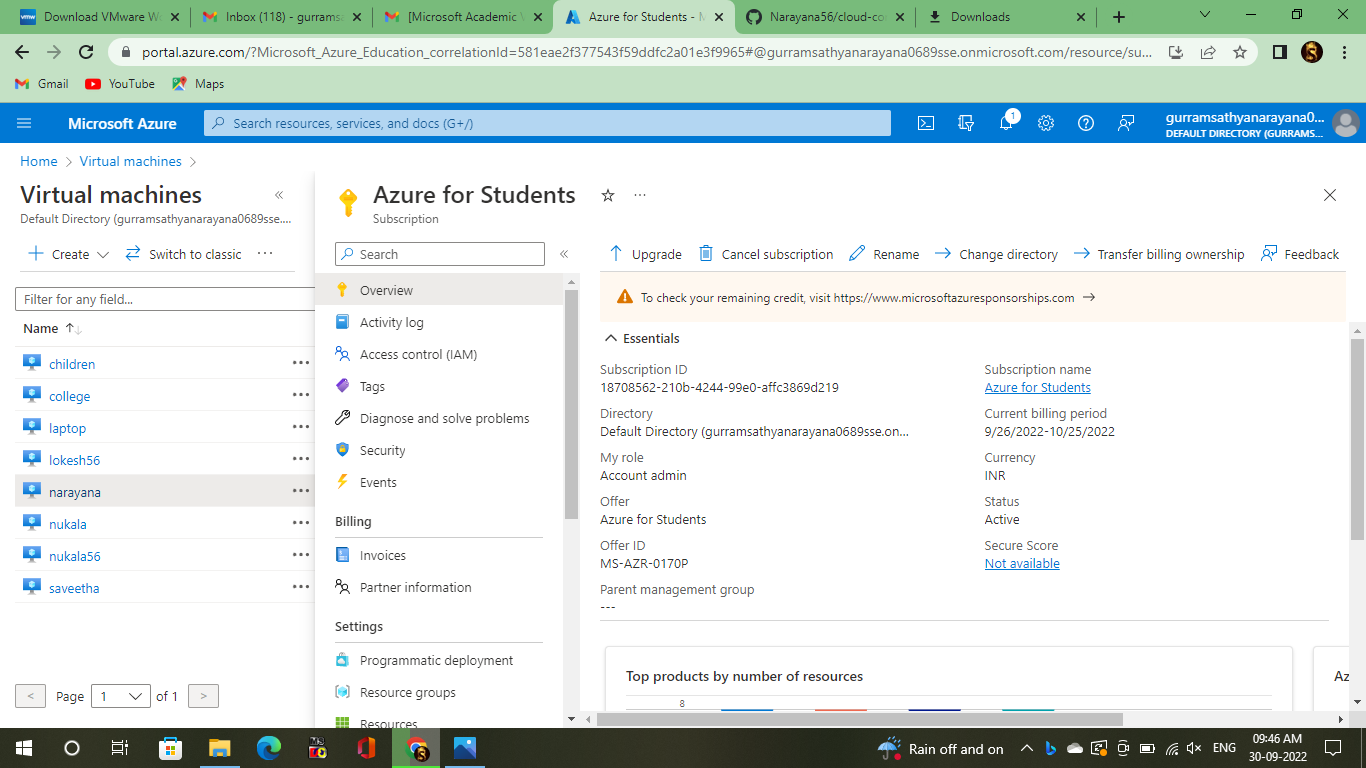 Download VMware Wo
Inbox (118) - gurramsa
[Microsoft Academic V
Azure for Students - M
Narayana56/cloud-co
Downloads
portal.azure.com/?Microsoft_Azure_Education_correlationId=581eae2f377543f59ddfc2a01e3f9965#@gurramsathyanarayana0689sse.onmicrosoft.com/resource/su...
Gmail
YouTube
Maps
Microsoft Azure
Search resources, services, and docs (G+/)
1
gurramsathyanarayana0...
DEFAULT DIRECTORY (GURRAMS...
Home > Virtual machines >
Virtual machines
Default Directory (gurramsathyanarayana0689sse....
Create
Switch to classic
Filter for any field...
Name
children
college
laptop
lokesh56
narayana
nukala
nukala56
saveetha
< Page 1 of 1 >
Azure for Students
Subscription
Search
Overview
Activity log
Access control (IAM)
Tags
Diagnose and solve problems
Security
Events
Billing
Invoices
Partner information
Settings
Programmatic deployment
Resource groups
Resources
Upgrade
Cancel subscription
Rename
Change directory
Transfer billing ownership
Feedback
To check your remaining credit, visit https://www.microsoftazuresponsorships.com
Essentials
Subscription ID
18708562-210b-4244-99e0-affc3869d219
Directory
Default Directory (gurramsathyanarayana0689sse.on...
My role
Account admin
Offer
Azure for Students
Offer ID
MS-AZR-0170P
Parent management group
---
Subscription name
Azure for Students
Current billing period
9/26/2022-10/25/2022
Currency
INR
Status
Active
Secure Score
Not available
Top products by number of resources
8
Az
Rain off and on
ENG
09:46 AM
30-09-2022